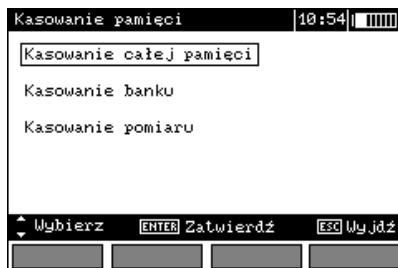 Kasowanie pamięci 10:54
Kasowanie całej pamięci
Kasowanie banku
Kasowanie pomiaru
Wybierz ENTER Zatwierdź ESC Wyjdź